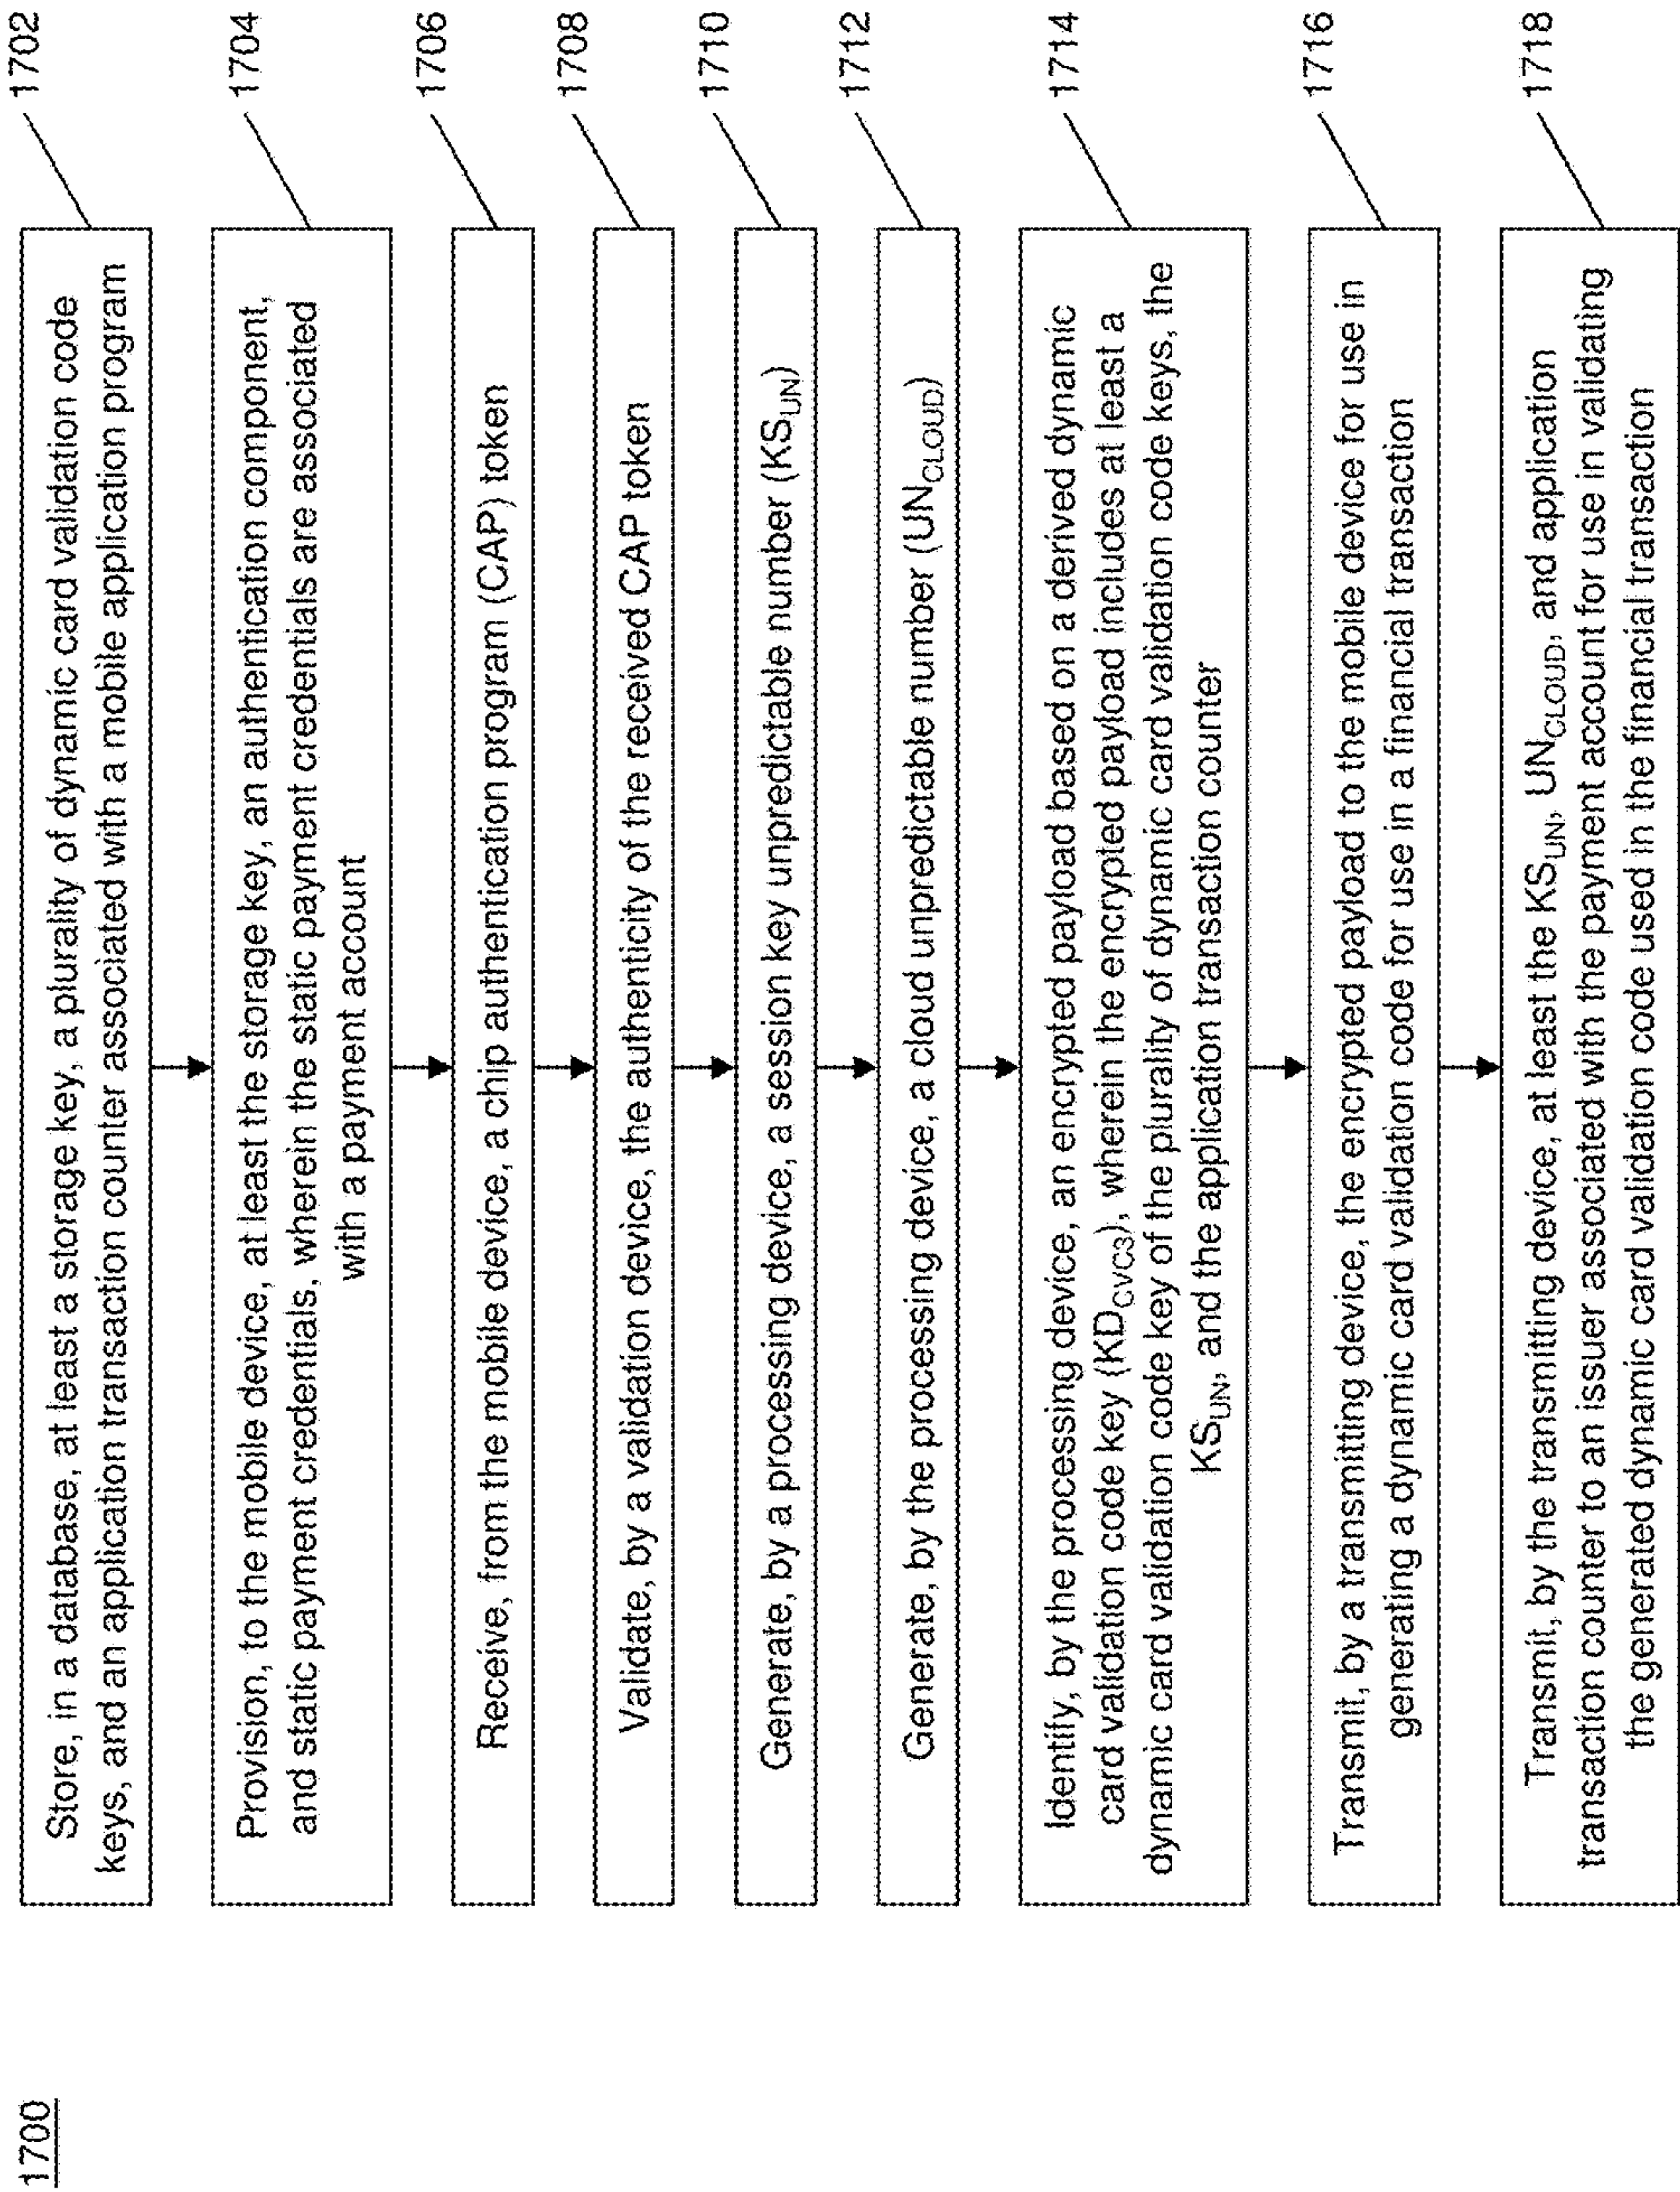 1700
Store, in a database, at least a storage key, a plurality of dynamic card validation code
keys, and an application transaction counter associated with a mobile application program
1702
Provision, to the mobile device, at least the storage key, an authentication component,
and static payment credentials, wherein the static payment credentials are associated
with a payment account
1704
Receive, from the mobile device, a chip authentication program (CAP) token
1706
Validate, by a validation device, the authenticity of the received CAP token
1708
Generate, by a processing device, a session key unpredictable number (KS_UN)
1710
Generate, by the processing device, a cloud unpredictable number (UN_CLOUD)
1712
Identify, by the processing device, an encrypted payload based on a derived dynamic
card validation code key (KD_CVC3), wherein the encrypted payload includes at least a
dynamic card validation code key of the plurality of dynamic card validation code keys, the
KS_UN, and the application transaction counter
1714
Transmit, by a transmitting device, the encrypted payload to the mobile device for use in
generating a dynamic card validation code for use in a financial transaction
1716
Transmit, by the transmitting device, at least the KS_UN, UN_CLOUD, and application
transaction counter to an issuer associated with the payment account for use in validating
the generated dynamic card validation code used in the financial transaction
1718